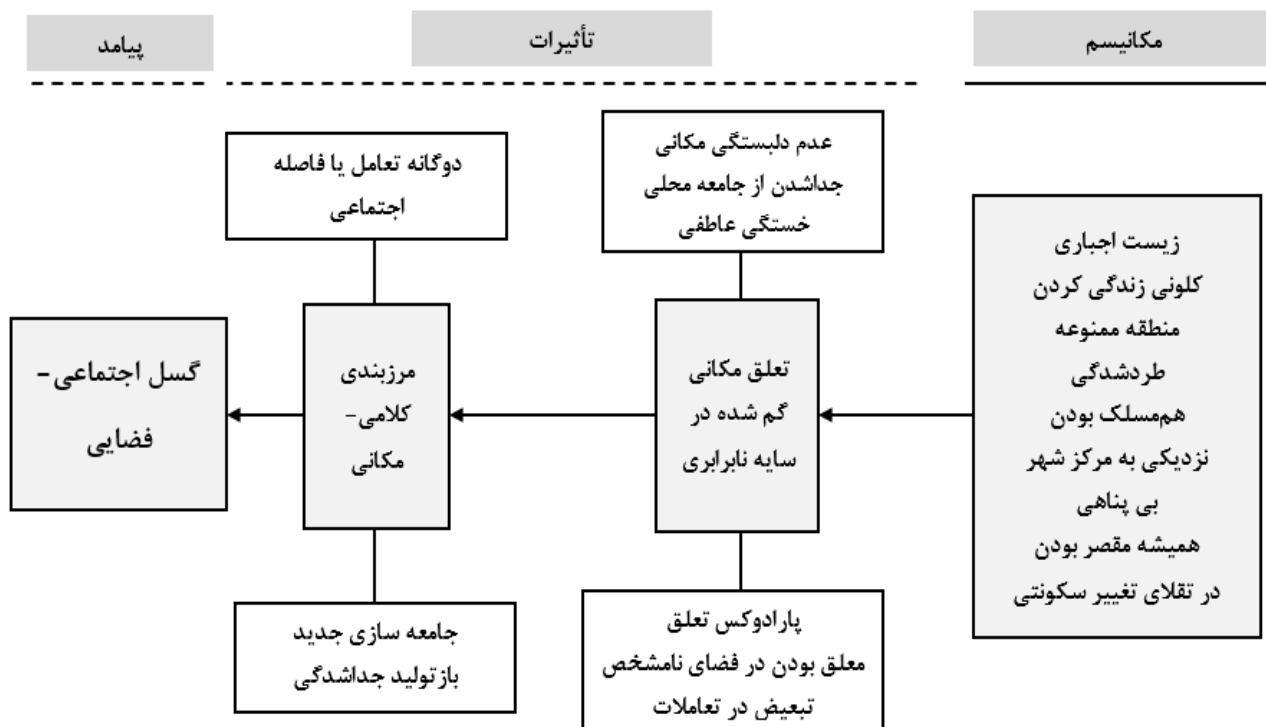 مکانیسم
تأثیرات
پیامد
زیست اجباری
کلونی زندگی کردن
منطقه ممنوعه
طردشدگی
هم‌مسلک بودن
نزدیکی به مرکز شهر
بی پناهی
همیشه مقصر بودن
در تقلای تغییر سکونتی
عدم دلبستگی مکانی
جداشدن از جامعه محلی
خستگی عاطفی
تعلق مکانی
گم شده در
سایه نابرابری
پارادوکس تعلق
معلق بودن در فضای نامشخص
تبعیض در تعاملات
دوگانه تعامل یا فاصله
اجتماعی
مرزبندی
کلامی-
مکانی
جامعه سازی جدید
بازتولید جداشدگی
گسل اجتماعی-
فضایی